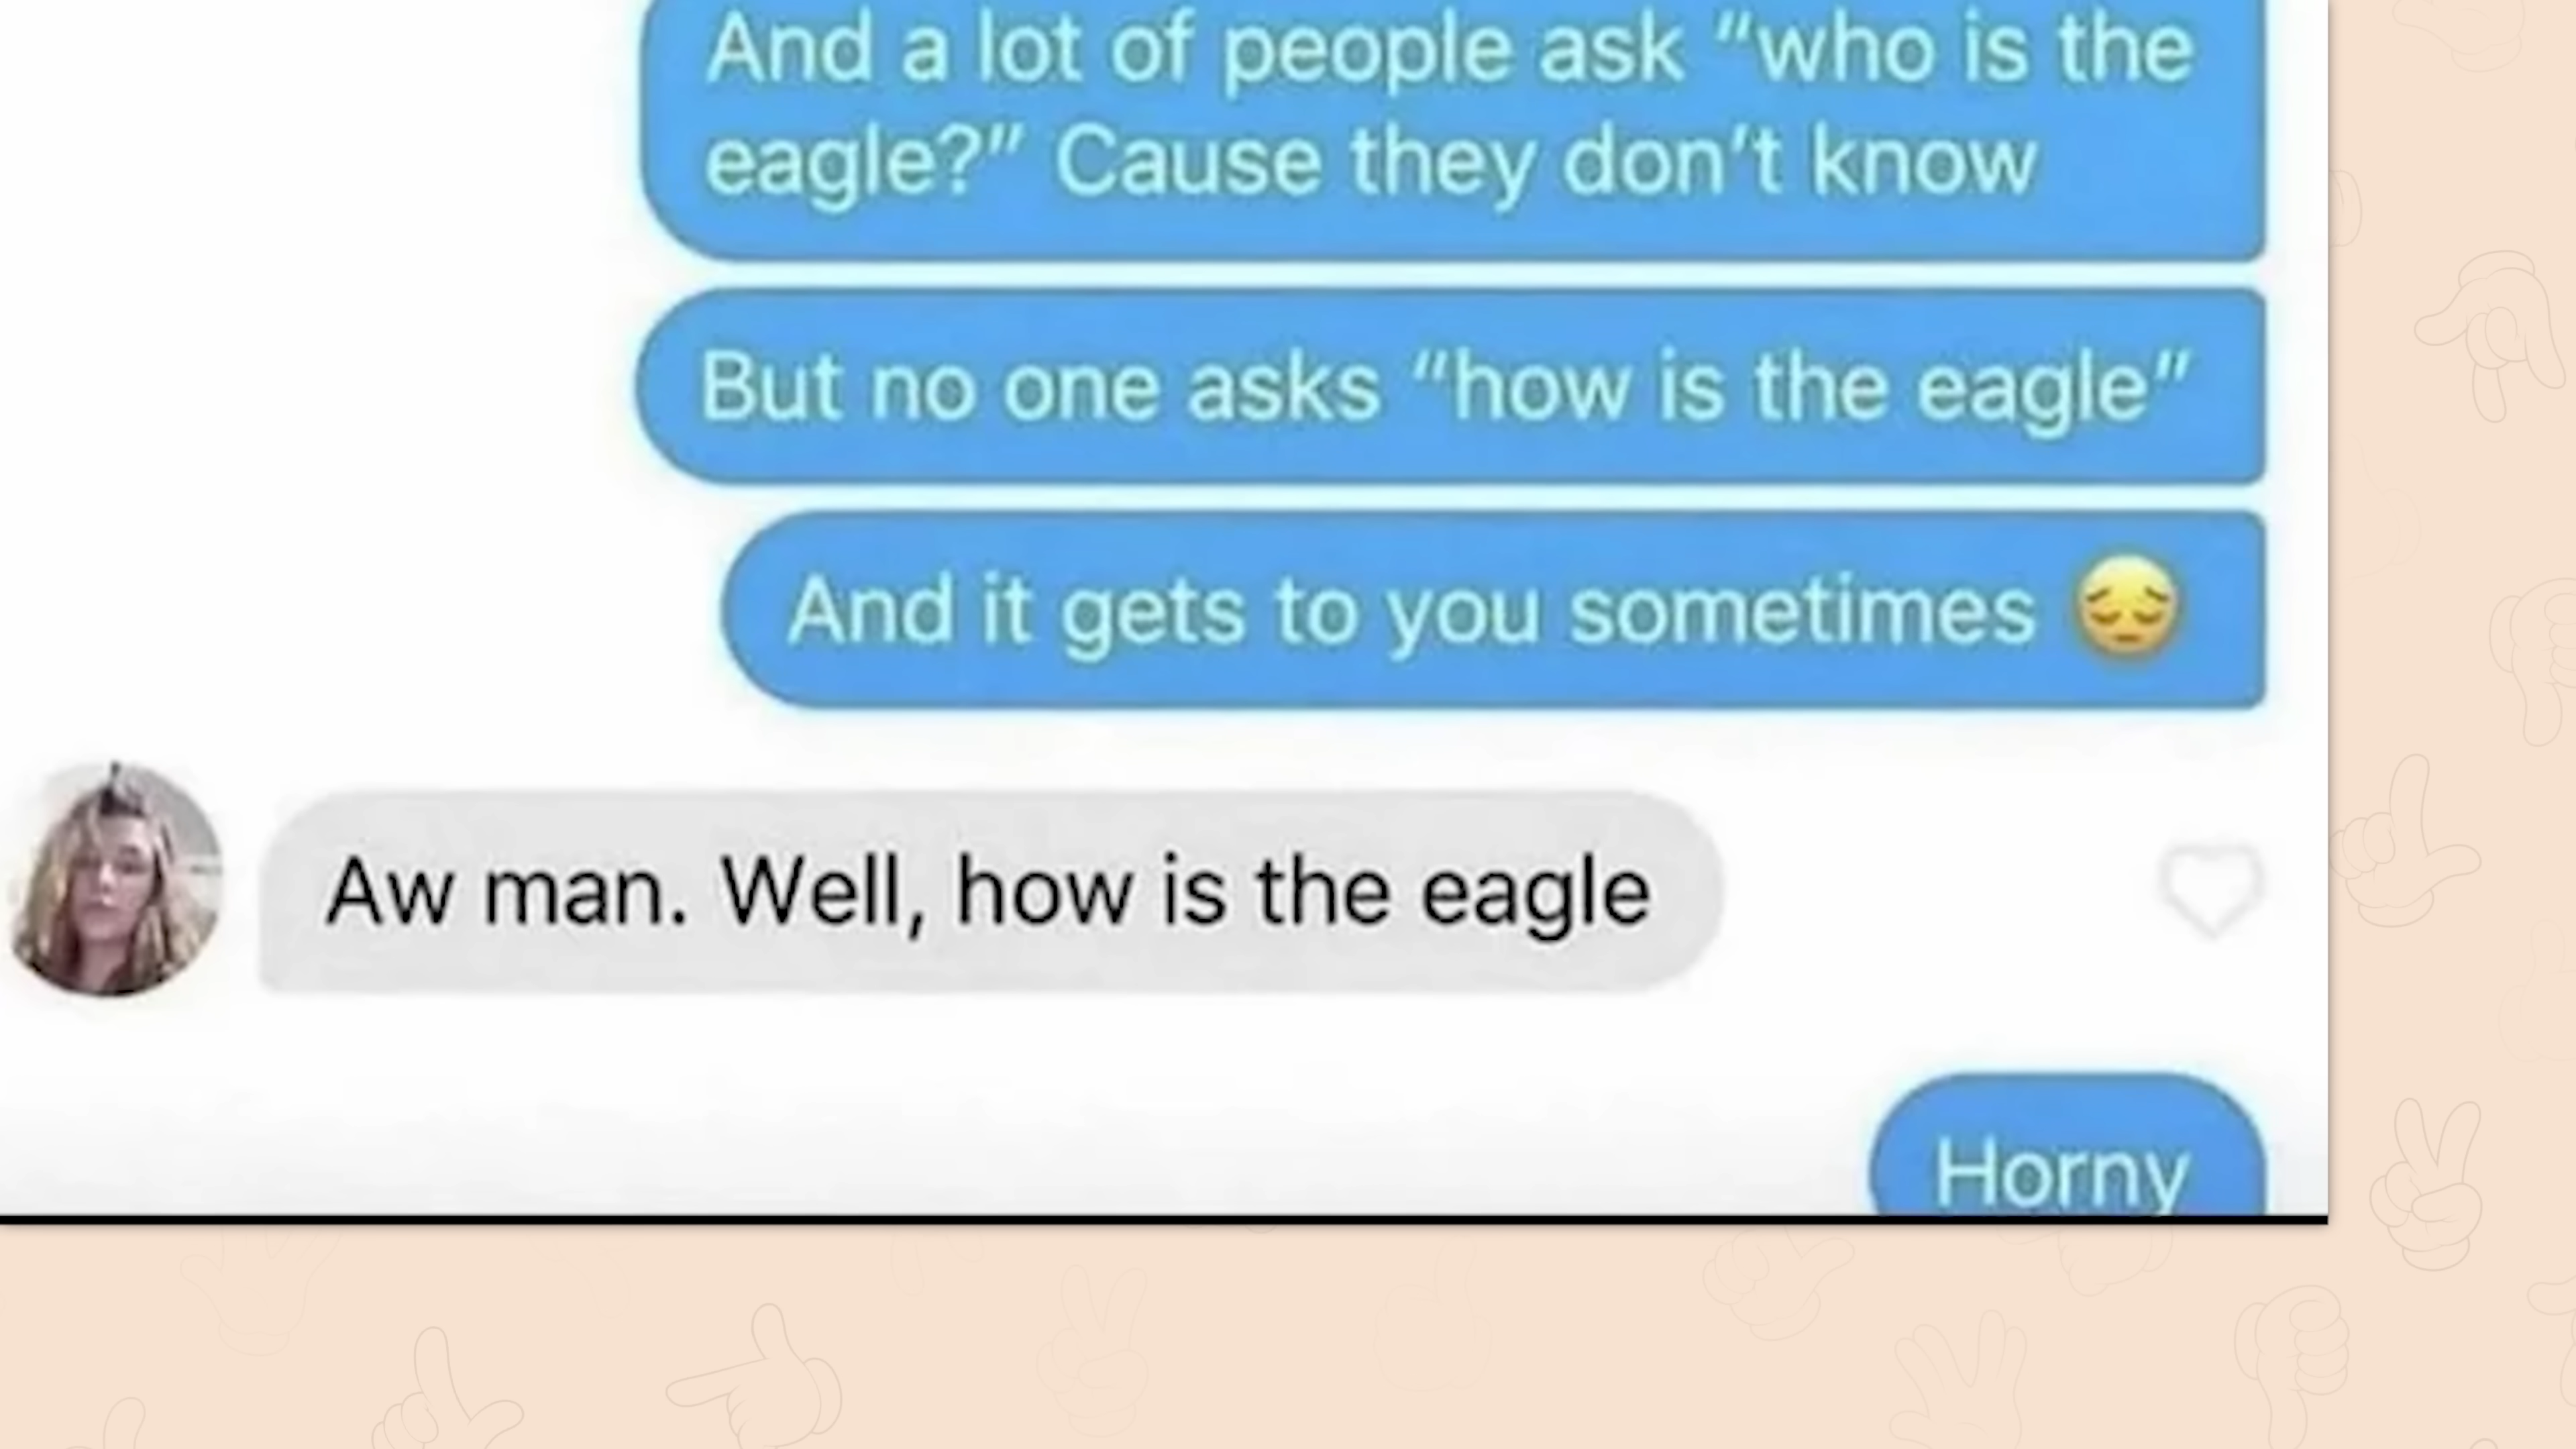 And a lot of people ask “who is the
eagle?” Cause they don’t know
But no one asks “how is the eagle”
And it gets to you sometimes 😔
Aw man. Well, how is the eagle
Horny